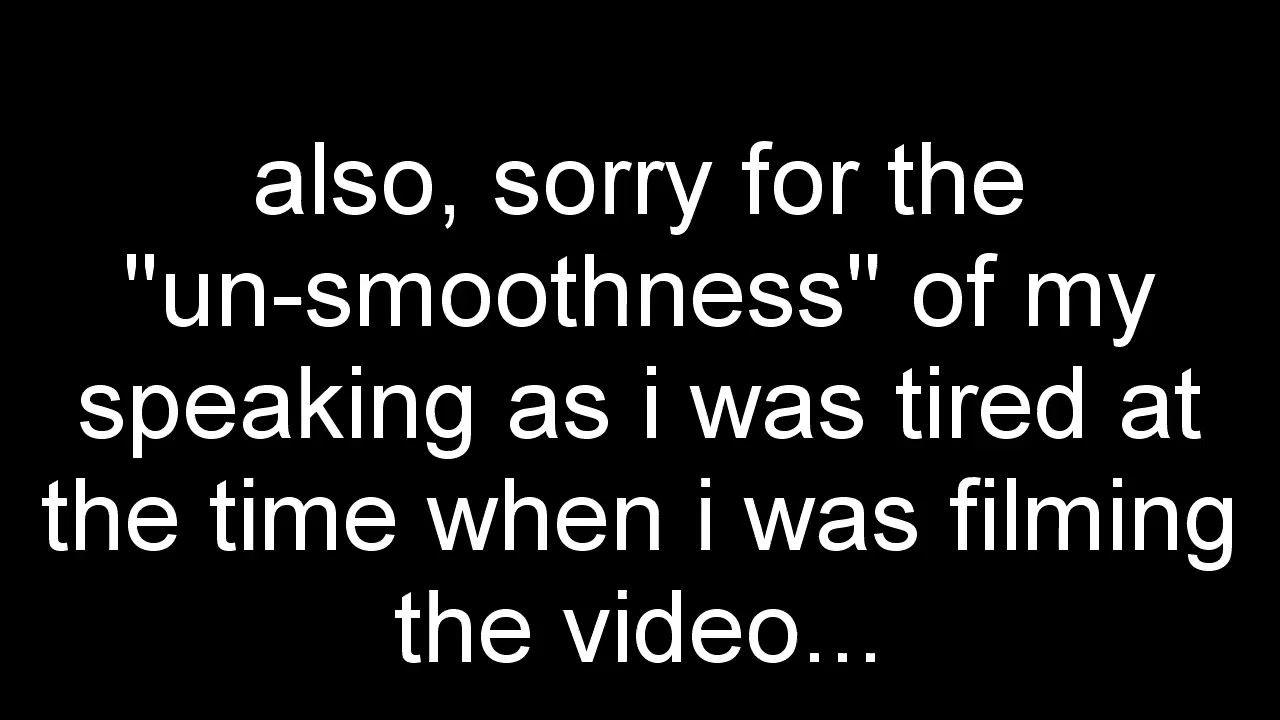 also, sorry for the
"un-smoothness" of my
speaking as i was tired at
the time when i was filming
the video...